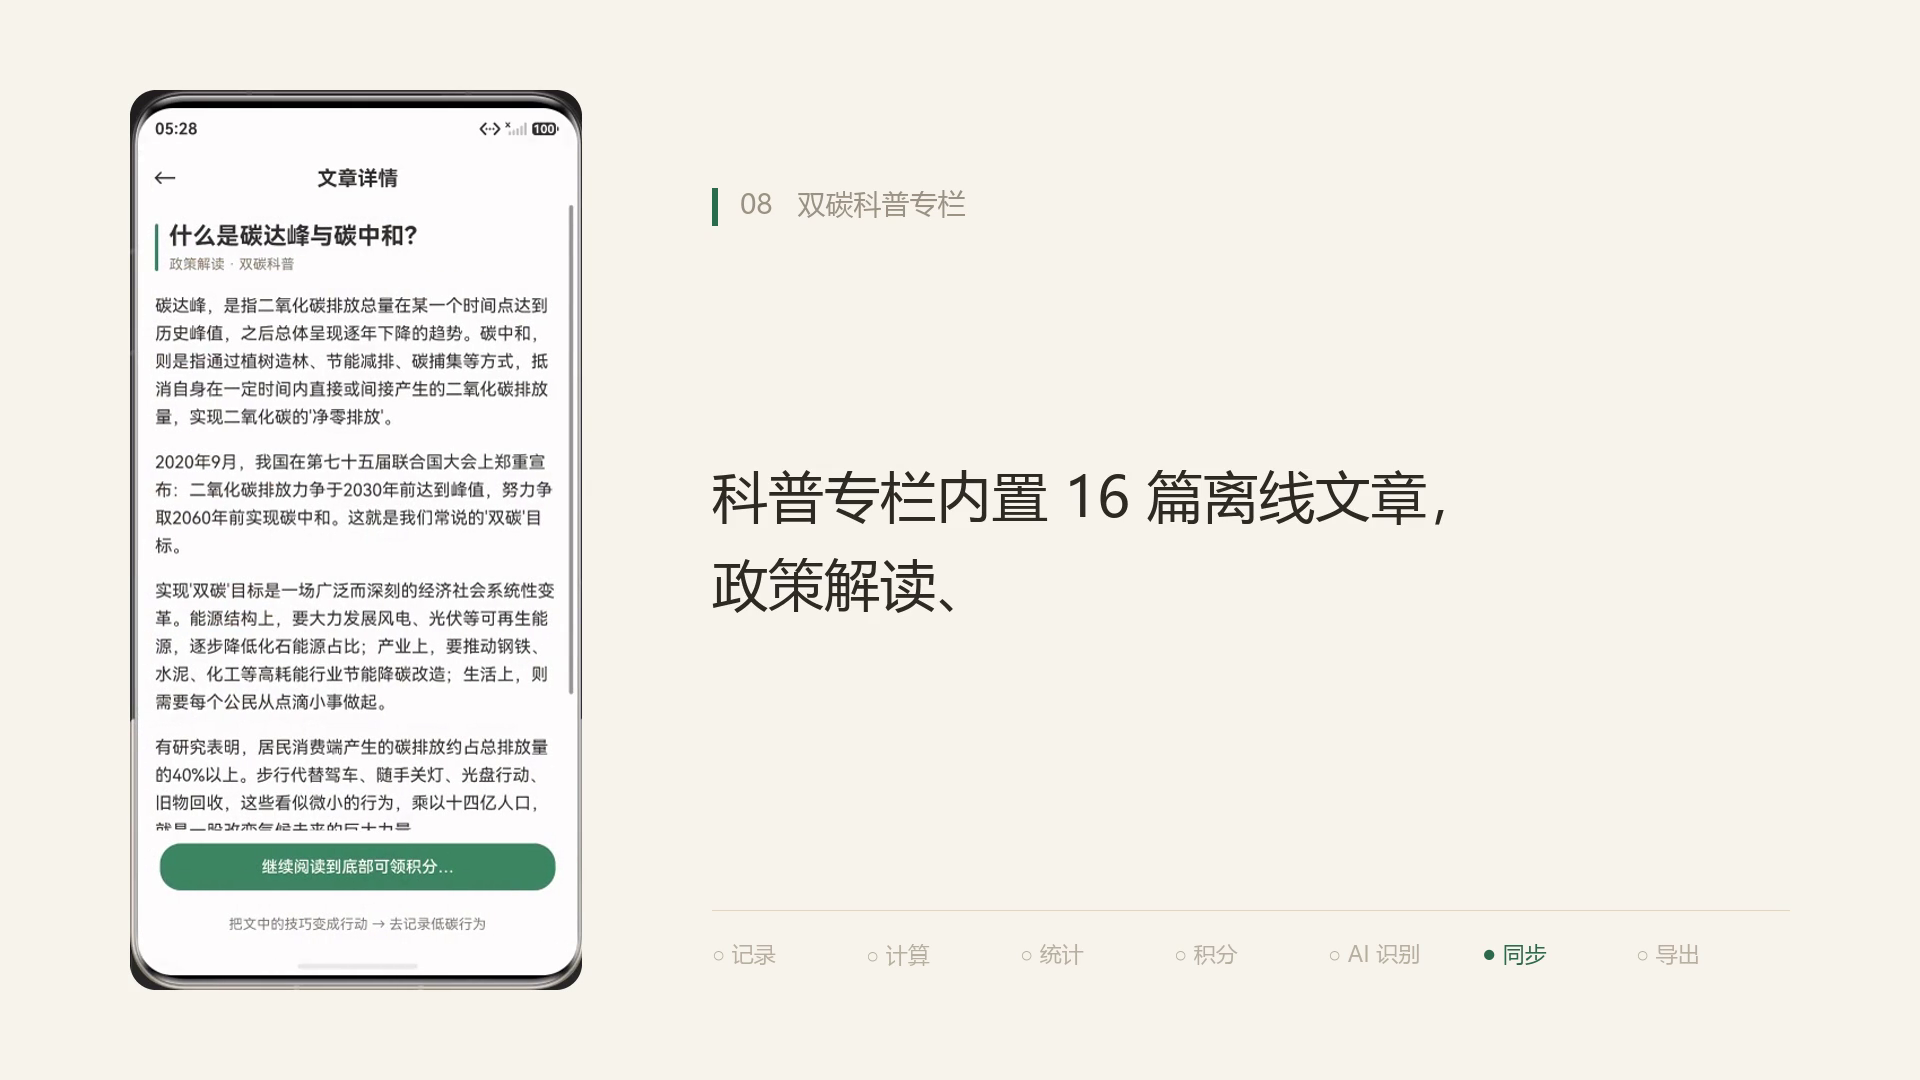 05:28
100
文章详情
什么是碳达峰与碳中和?
政策解读 · 双碳科普
碳达峰，是指二氧化碳排放总量在某一个时间点达到
历史峰值，之后总体呈现逐年下降的趋势。碳中和，
则是指通过植树造林、节能减排、碳捕集等方式，抵
消自身在一定时间内直接或间接产生的二氧化碳排放
量，实现二氧化碳的'净零排放'。
2020年9月，我国在第七十五届联合国大会上郑重宣
布：二氧化碳排放力争于2030年前达到峰值，努力争
取2060年前实现碳中和。这就是我们常说的'双碳'目
标。
实现'双碳'目标是一场广泛而深刻的经济社会系统性变
革。能源结构上，要大力发展风电、光伏等可再生能
源，逐步降低化石能源占比；产业上，要推动钢铁、
水泥、化工等高耗能行业节能降碳改造；生活上，则
需要每个公民从点滴小事做起。
有研究表明，居民消费端产生的碳排放约占总排放量
的40%以上。步行代替驾车、随手关灯、光盘行动、
旧物回收，这些看似微小的行为，乘以十四亿人口，
就是一股改变气候未来的巨大力量
继续阅读到底部可领积分...
把文中的技巧变成行动 → 去记录低碳行为
08 双碳科普专栏
科普专栏内置 16 篇离线文章，
政策解读、
○ 记录 ○ 计算 ○ 统计 ○ 积分 ○ AI 识别 ● 同步 ○ 导出